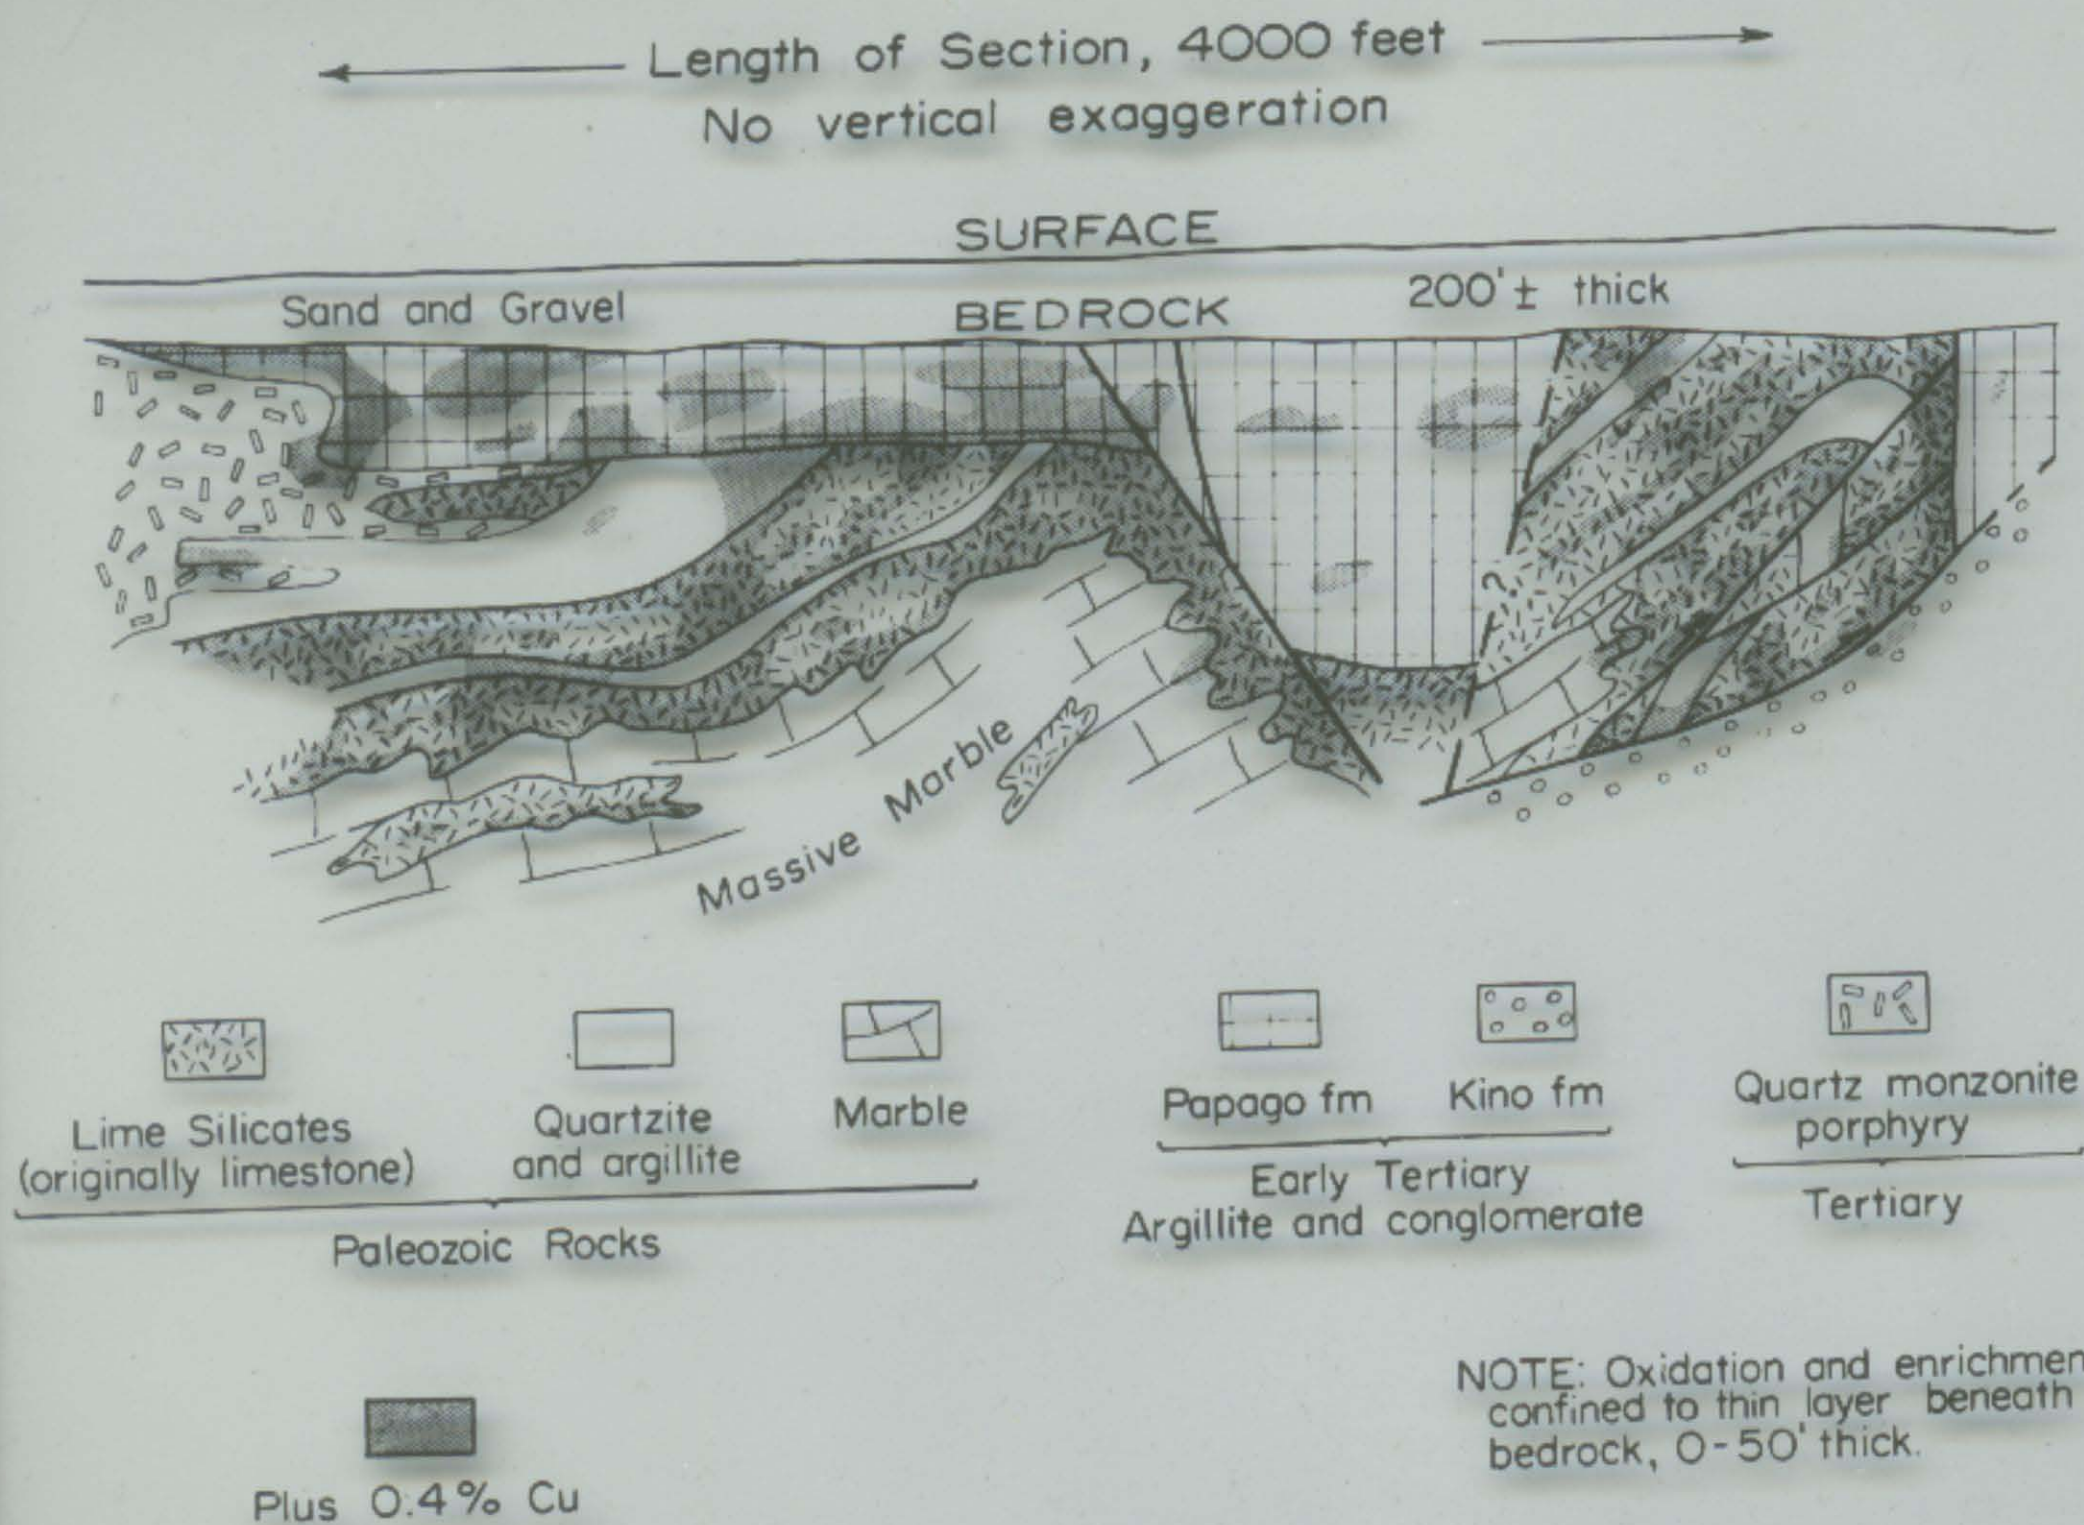 Length of Section, 4000 feet
No vertical exaggeration
SURFACE
Sand and Gravel
BEDROCK
200'± thick
?
Massive Marble
Lime Silicates
(originally limestone)
Quartzite
and argillite
Marble
Paleozoic Rocks
Papago fm
Kino fm
Early Tertiary
Argillite and conglomerate
Quartz monzonite
porphyry
Tertiary
Plus 0.4% Cu
NOTE: Oxidation and enrichmen
confined to thin layer beneath
bedrock, 0-50' thick.